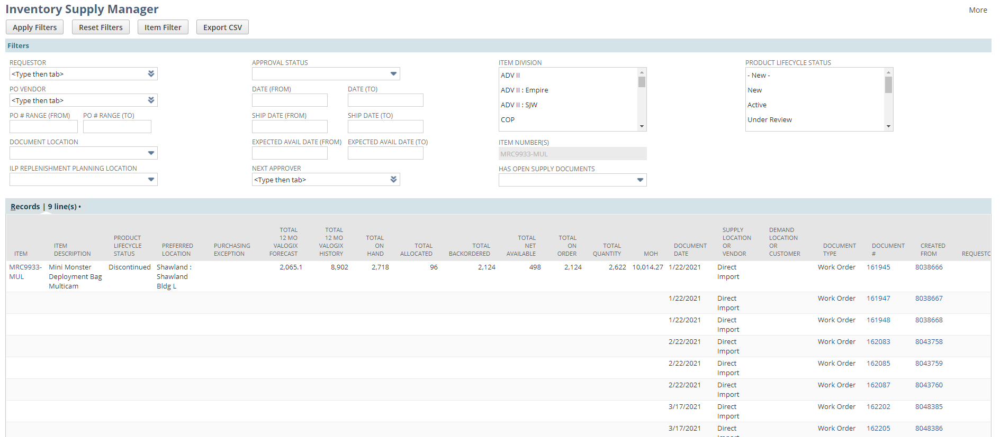 Inventory Supply Manager
More
Apply Filters
Reset Filters
Item Filter
Export CSV
Filters
REQUESTOR
<Type then tab>
PO VENDOR
<Type then tab>
PO # RANGE (FROM)
PO # RANGE (TO)
DOCUMENT LOCATION
ILP REPLENISHMENT PLANNING LOCATION
APPROVAL STATUS
DATE (FROM)
DATE (TO)
SHIP DATE (FROM)
SHIP DATE (TO)
EXPECTED AVAIL DATE (FROM)
EXPECTED AVAIL DATE (TO)
NEXT APPROVER
<Type then tab>
ITEM DIVISION
ADV II
ADV II : Empire
ADV II : SJW
COP
ITEM NUMBER(S)
MRC9933-MUL
HAS OPEN SUPPLY DOCUMENTS
PRODUCT LIFECYCLE STATUS
- New -
New
Active
Under Review
Records | 9 line(s) •
ITEM
ITEM
DESCRIPTION
PRODUCT
LIFECYCLE
STATUS
PREFERRED
LOCATION
PURCHASING
EXCEPTION
TOTAL
12 MO
VALOGIX
FORECAST
TOTAL
12 MO
VALOGIX
HISTORY
TOTAL
ON
HAND
TOTAL
ALLOCATED
TOTAL
BACKORDERED
TOTAL
NET
AVAILABLE
TOTAL
ON
ORDER
TOTAL
QUANTITY
MOH
DOCUMENT
DATE
SUPPLY
LOCATION
OR
VENDOR
DEMAND
LOCATION
OR
CUSTOMER
DOCUMENT
TYPE
DOCUMENT
#
CREATED
FROM
REQUESTO
MRC9933-
MUL
Mini Monster
Deployment Bag
Multicam
Discontinued
Shawland :
Shawland
Bldg L
2,065.1
8,902
2,718
96
2,124
498
2,124
2,622
10,014.27
1/22/2021
Direct
Import
Work Order
161945
8038666
1/22/2021
Direct
Import
Work Order
161947
8038667
1/22/2021
Direct
Import
Work Order
161948
8038668
2/22/2021
Direct
Import
Work Order
162083
8043758
2/22/2021
Direct
Import
Work Order
162085
8043759
2/22/2021
Direct
Import
Work Order
162087
8043760
3/17/2021
Direct
Import
Work Order
162202
8048385
3/17/2021
Direct
Work Order
162205
8048386